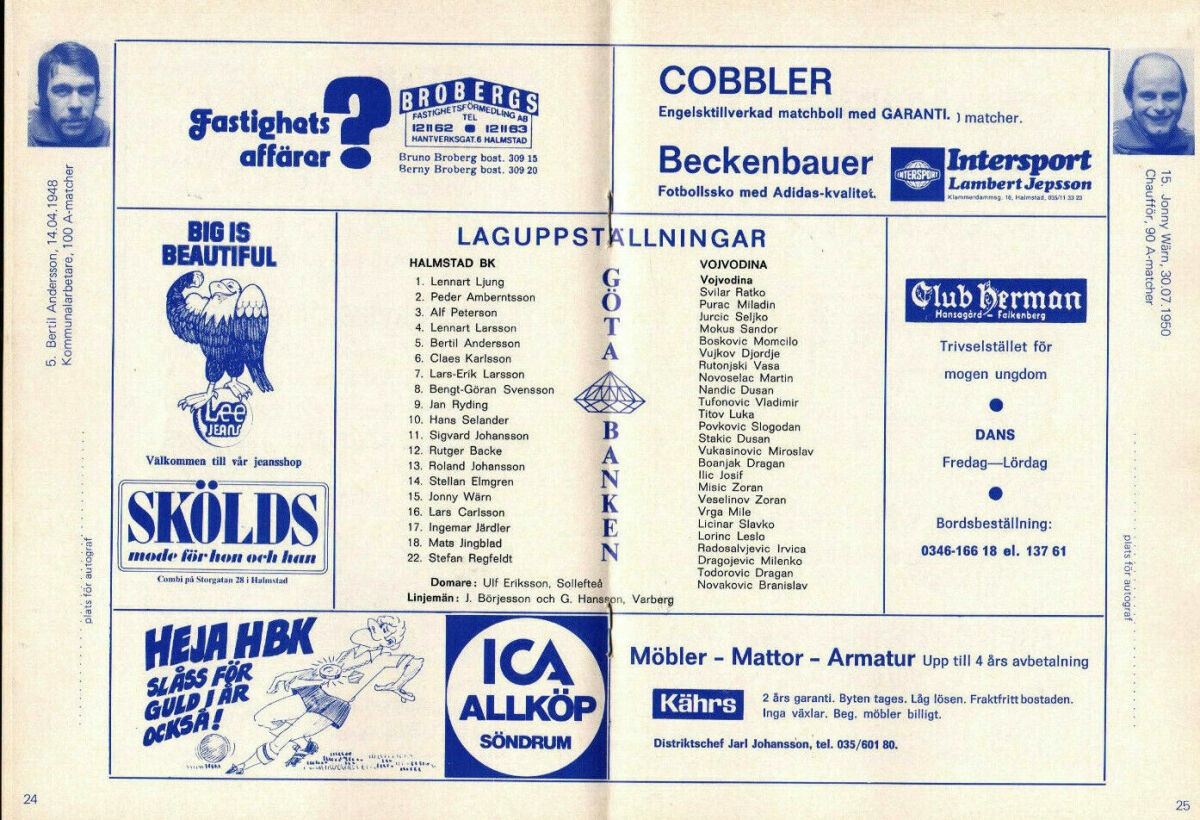 5. Bertil Andersson, 14.04.1948
Kommunalarbetare, 100 A-matcher
plats för autograf
Fastighets
affärer
?
BROBERGS
FASTIGHETSFÖRMEDLING AB
TEL
121162 121163
HANTVERKSGAT. 6 HALMSTAD
Bruno Broberg bost. 309 15
Berny Broberg bost. 309 20
COBBLER
Engelsktillverkad matchboll med GARANTI. ) matcher.
Beckenbauer
Fotbollssko med Adidas-kvalitet.
INTERSPORT
Intersport
Lambert Jepsson
Klammerdammsg. 16, Halmstad, 035/11 33 23
15. Jonny Wärn, 30.07.1950
Chaufför, 90 A-matcher
plats för autograf
BIG IS
BEAUTIFUL
Lee
JEANS
Välkommen till vår jeansshop
SKÖLDS
mode för hon och han
Combi på Storgatan 28 i Halmstad
LAGUPPSTÄLLNINGAR
HALMSTAD BK
1. Lennart Ljung
2. Peder Amberntsson
3. Alf Peterson
4. Lennart Larsson
5. Bertil Andersson
6. Claes Karlsson
7. Lars-Erik Larsson
8. Bengt-Göran Svensson
9. Jan Ryding
10. Hans Selander
11. Sigvard Johansson
12. Rutger Backe
13. Roland Johansson
14. Stellan Elmgren
15. Jonny Wärn
16. Lars Carlsson
17. Ingemar Järdler
18. Mats Jingblad
22. Stefan Regfeldt
Domare: Ulf Eriksson, Sollefteå
Linjemän: J. Börjesson och G. Hansson, Varberg
GÖTA
BANKEN
VOJVODINA
Vojvodina
Svilar Ratko
Purac Miladin
Jurcic Seljko
Mokus Sandor
Boskovic Momcilo
Vujkov Djordje
Rutonjski Vasa
Novoselac Martin
Nandic Dusan
Tufonovic Vladimir
Titov Luka
Povkovic Slogodan
Stakic Dusan
Vukasinovic Miroslav
Boanjak Dragan
Ilic Josif
Misic Zoran
Veselinov Zoran
Vrga Mile
Licinar Slavko
Lorinc Leslo
Radosalvjevic Irvica
Dragojevic Milenko
Todorovic Dragan
Novakovic Branislav
Club Herman
Hansagård – Falkenberg
Trivselstället för
mogen ungdom
DANS
Fredag—Lördag
Bordsbeställning:
0346-166 18 el. 137 61
HEJA HBK
SLÅSS FÖR
GULD I ÅR
OCKSÅ!
ICA
ALLKÖP
SÖNDRUM
Möbler - Mattor - Armatur Upp till 4 års avbetalning
Kährs
2 års garanti. Byten tages. Låg lösen. Fraktfritt bostaden.
Inga växlar. Beg. möbler billigt.
Distriktschef Jarl Johansson, tel. 035/601 80.
24
25